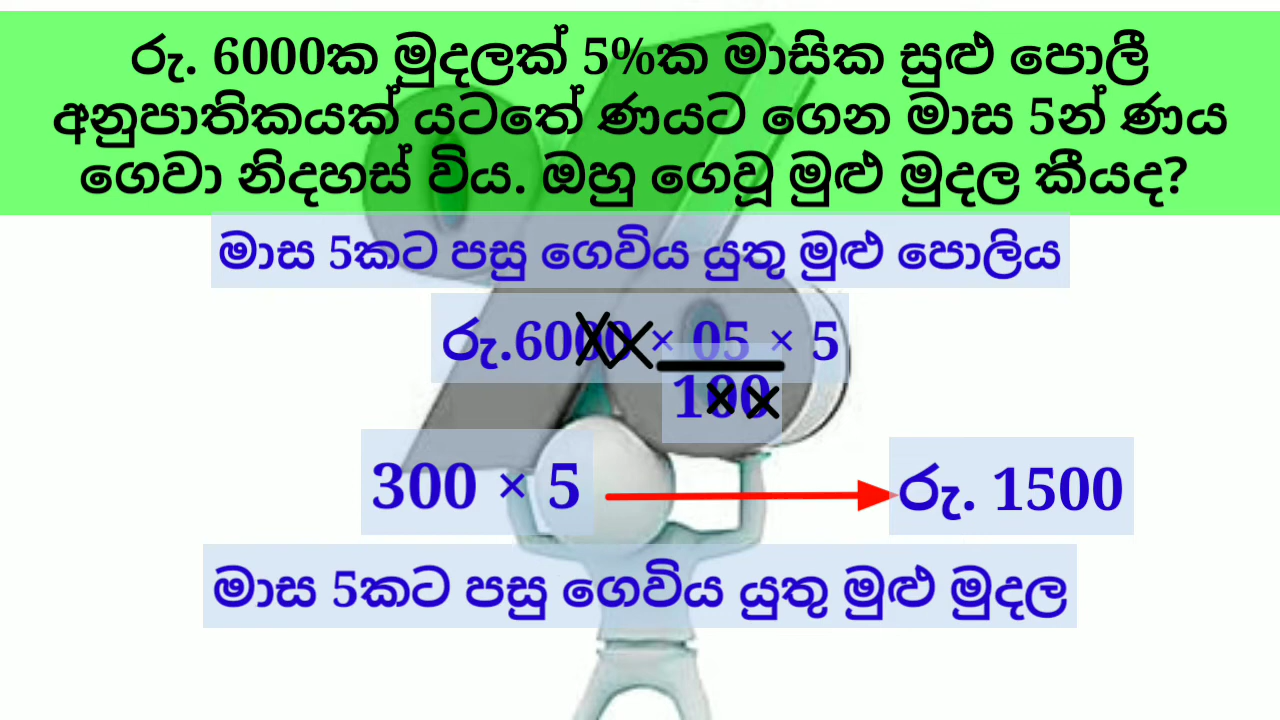 රු. 6000ක මුදලක් 5%ක මාසික සුළු පොලී
අනුපාතිකයක් යටතේ ණයට ගෙන මාස 5න් ණය
ගෙවා නිදහස් විය. ඔහු ගෙවූ මුළු මුදල කීයද?
මාස 5කට පසු ගෙවිය යුතු මුළු පොලිය
රු.6000 × 05 × 5
100
300 × 5
රු. 1500
මාස 5කට පසු ගෙවිය යුතු මුළු මුදල